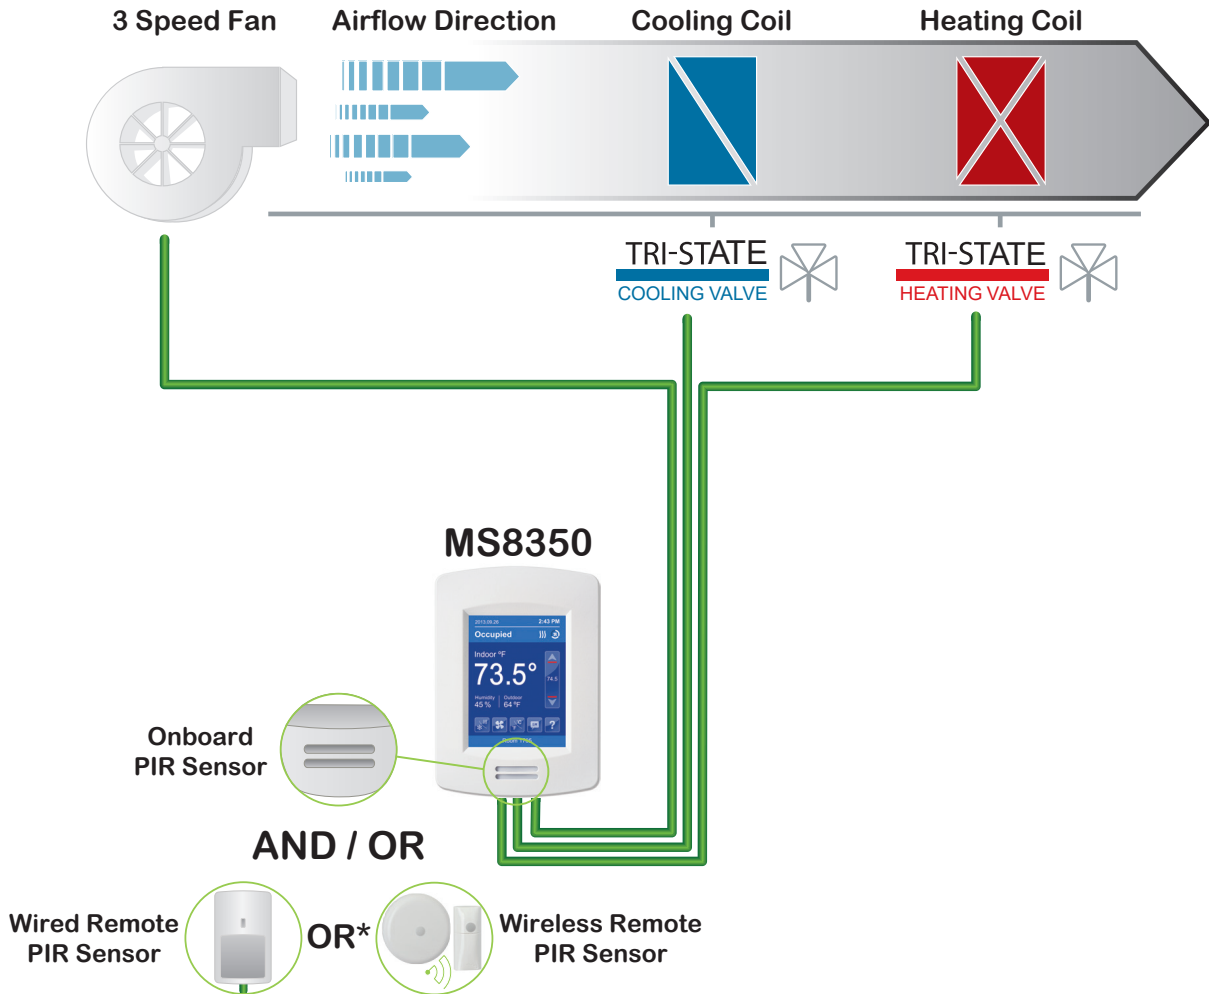 3 Speed Fan
Airflow Direction
Cooling Coil
Heating Coil
TRI-STATE
COOLING VALVE
TRI-STATE
HEATING VALVE
MS8350
2:43 PM
Occupied
Indoor °F
73.5°
74.5
Humidity
45 %
Outdoor
64 °F
?
Onboard
PIR Sensor
AND / OR
Wired Remote
PIR Sensor
OR*
Wireless Remote
PIR Sensor